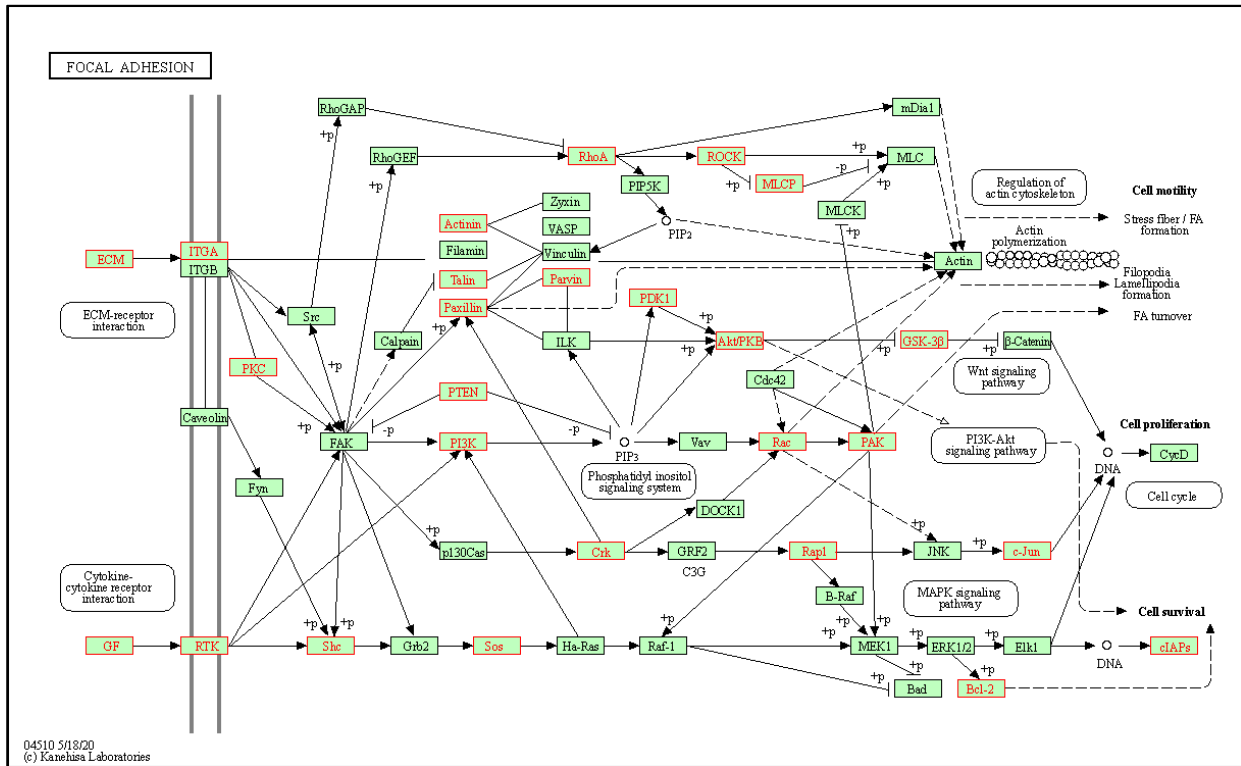 FOCAL ADHESION
RhoGAP
mDia1
+p
RhoGEF
RhoA
ROCK
+p
MLC
-p
+p
+p
MLCP
+p
PIP5K
Regulation of
actin cytoskeleton
Cell motility
Zyxin
MLCK
Actinin
VASP
PIP2
+p
Stress fiber / FA
formation
Actin
polymerization
ITGA
ECM
Filamin
Vinculin
Actin
ITGB
Talin
Parvin
Filopodia
Lamellipodia
formation
PDK1
Paxillin
ECM-receptor
interaction
Src
+p
+p
FA turnover
Calpain
ILK
Akt/PKB
GSK-3β
β-Catenin
+p
+p
+p
PKC
Wnt signaling
pathway
Cdc42
PTEN
Caveolin
+p
-p
-p
Cell proliferation
FAK
PI3K
PIP3
Vav
Rac
PAK
PI3K-Akt
signaling pathway
DNA
CycD
Phosphatidyl inositol
signaling system
Fyn
Cell cycle
DOCK1
+p
+p
+p
p130Cas
Crk
GRF2
Rap1
JNK
c-Jun
C3G
Cytokine-
cytokine receptor
interaction
B-Raf
MAPK signaling
pathway
Cell survival
+p
+p
+p
+p
+p
+p
+p
GF
RTK
Shc
Grb2
Sos
Ha-Ras
Raf-1
MEK1
ERK1/2
Elk1
DNA
cIAPs
+p
+p
+p
Bad
Bcl-2
04510 5/18/20
(c) Kanehisa Laboratories